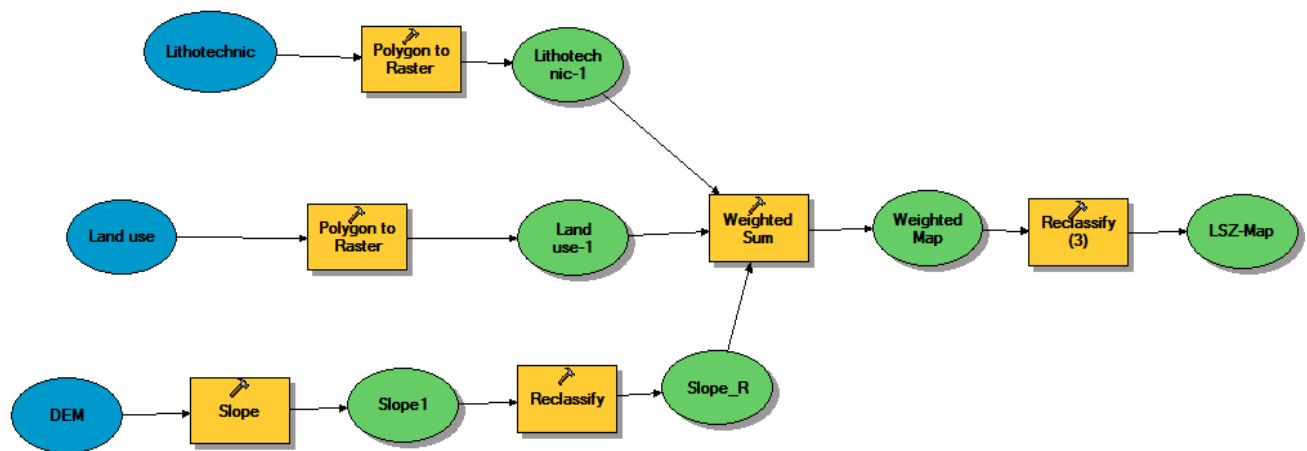 Lithotechnic
Polygon to
Raster
Lithotech
nic-1
Land use
Polygon to
Raster
Land
use-1
Weighted
Sum
Weighted
Map
Reclassify
(3)
LSZ-Map
DEM
Slope
Slope1
Reclassify
Slope_R